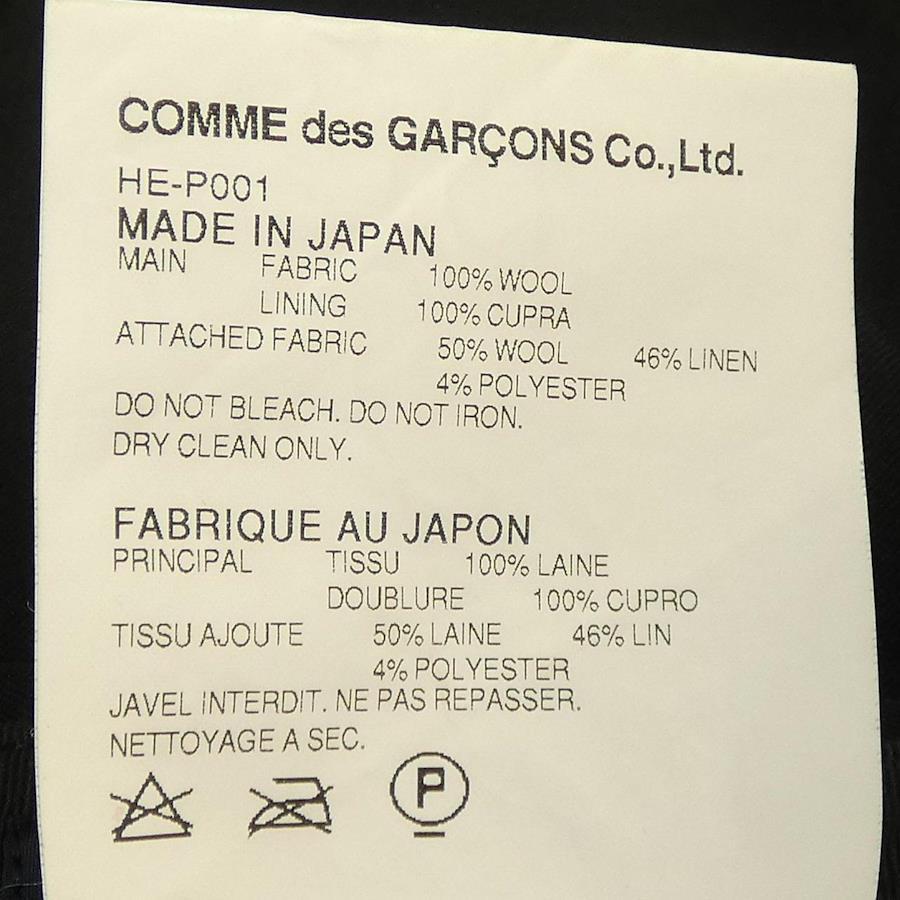 COMME des GARÇONS Co.,Ltd.
HE-P001
MADE IN JAPAN
MAIN FABRIC 100% WOOL
LINING 100% CUPRA
ATTACHED FABRIC 50% WOOL 46% LINEN
4% POLYESTER
DO NOT BLEACH. DO NOT IRON.
DRY CLEAN ONLY.
FABRIQUE AU JAPON
PRINCIPAL TISSU 100% LAINE
DOUBLURE 100% CUPRO
TISSU AJOUTE 50% LAINE 46% LIN
4% POLYESTER
JAVEL INTERDIT. NE PAS REPASSER.
NETTOYAGE A SEC.
P